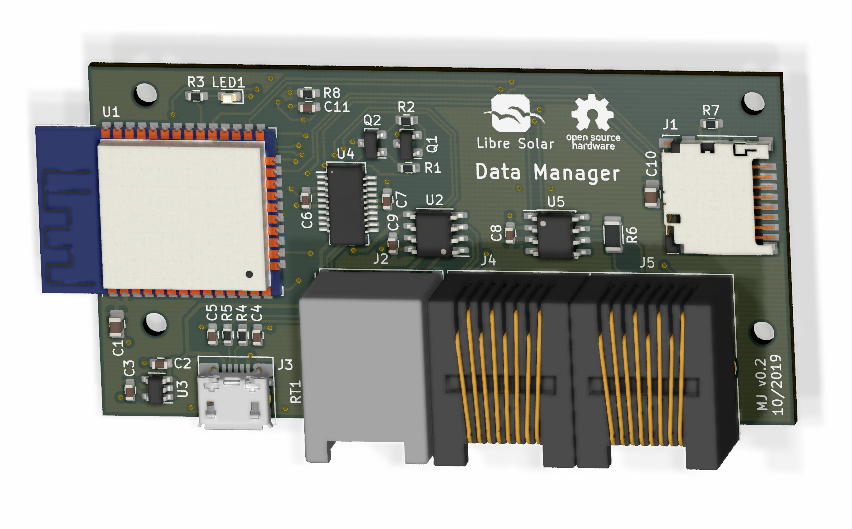 R3 LED1
U1
R8
C11
R2
Q2
Q1
R1
U4
C7
C6
C9
U2
J2
J4
C8
U5
R6
J5
Libre Solar
open source
hardware
Data Manager
R7
J1
C10
C1
C2
C3
U3
C5
R5
R4
C4
J3
RT1
MJ v0.2
10/2019